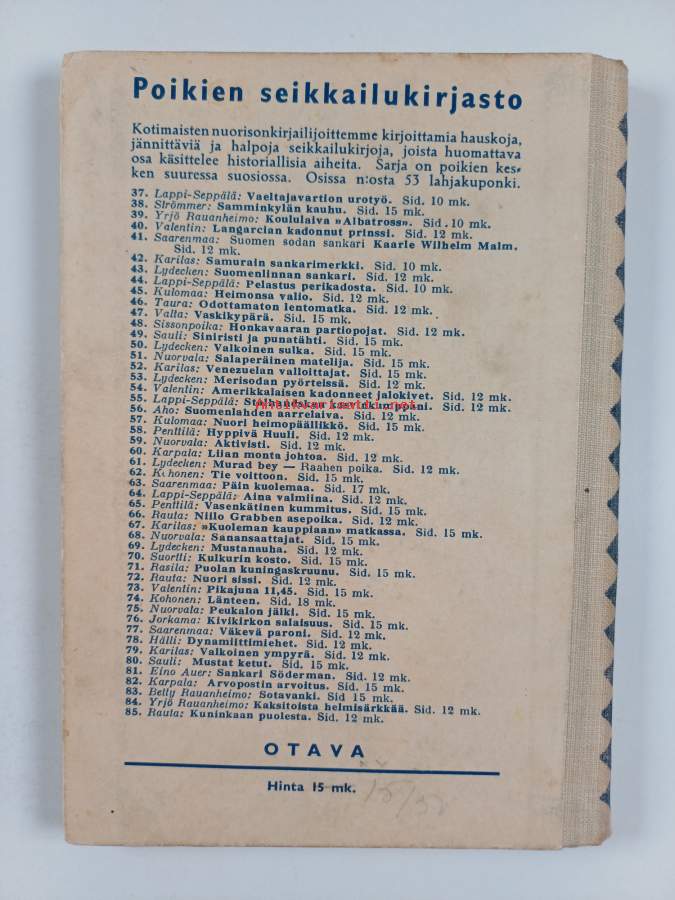 Poikien seikkailukirjasto
Kotimaisten nuorisonkirjailijoittemme kirjoittamia hauskoja,
jännittäviä ja halpoja seikkailukirjoja, joista huomattava
osa käsittelee historiallisia aiheita. Sarja on poikien kes-
ken suuressa suosiossa. Osissa n:osta 53 lahjakuponki.
37. Lappi-Seppälä: Vaeltajavartion urotyö. Sid. 10 mk.
38. Strömmer: Samminkylän kauhu. Sid. 15 mk.
39. Yrjö Rauanheimo: Koululaiva »Albatross». Sid. 10 mk.
40. Valentin: Langarcian kadonnut prinssi. Sid. 12 mk.
41. Saarenmaa: Suomen sodan sankari Kaarle Wilhelm Malm.
Sid. 12 mk.
42. Karilas: Samurain sankarimerkki. Sid. 10 mk.
43. Lydecken: Suomenlinnan sankari. Sid. 12 mk.
44. Lappi-Seppälä: Pelastus perikadosta. Sid. 10 mk.
45. Kulomaa: Heimonsa valio. Sid. 12 mk.
46. Taura: Odottamaton lentomatka. Sid. 12 mk.
47. Valta: Vaskikypärä. Sid. 15 mk.
48. Sissonpoika: Honkavaaran partiopojat. Sid. 12 mk.
49. Sauli: Siniristi ja punatähti. Sid. 15 mk.
50. Lydecken: Valkoinen sulka. Sid. 15 mk.
51. Nuorvala: Salaperäinen matelija. Sid. 15 mk.
52. Karilas: Venezuelan valloittajat. Sid. 15 mk.
53. Lydecken: Merisodan pyörteissä. Sid. 12 mk.
54. Valentin: Amerikkalaisen kadonneet jalokivet. Sid. 12 mk.
55. Lappi-Seppälä: Sid. 12 mk.
56. Aho: Suomenlahden aarrelaiva. Sid. 12 mk.
57. Kulomaa: Nuori heimopäällikkö. Sid. 15 mk.
58. Penttilä: Hyppivä Huuli. Sid. 12 mk.
59. Nuorvala: Aktivisti. Sid. 12 mk.
60. Karpala: Liian monta johtoa. Sid. 12 mk.
61. Lydecken: Murad bey — Raahen poika. Sid. 12 mk.
62. Kohonen: Tie voittoon. Sid. 15 mk.
63. Saarenmaa: Päin kuolemaa. Sid. 17 mk.
64. Lappi-Seppälä: Aina valmiina. Sid. 12 mk.
65. Penttilä: Vasenkätinen kummitus. Sid. 15 mk.
66. Rauta: Niilo Grabben asepoika. Sid. 12 mk.
67. Karilas: »Kuoleman kauppiaan» matkassa. Sid. 15 mk.
68. Nuorvala: Sanansaattajat. Sid. 15 mk.
69. Lydecken: Mustanauha. Sid. 12 mk.
70. Suortti: Kulkurin kosto. Sid. 12 mk.
71. Rasila: Puolan kuningaskruunu. Sid. 15 mk.
72. Rauta: Nuori sissi. Sid. 12 mk.
73. Valentin: Pikajuna 11,45. Sid. 15 mk.
74. Kohonen: Länteen. Sid. 18 mk.
75. Nuorvala: Peukalon jälki. Sid. 15 mk.
76. Jorkama: Kivikirkon salaisuus. Sid. 15 mk.
77. Saarenmaa: Väkevä paroni. Sid. 12 mk.
78. Hälli: Dynamiittimiehet. Sid. 12 mk.
79. Karilas: Valkoinen ympyrä. Sid. 12 mk.
80. Sauli: Mustat ketut. Sid. 15 mk.
81. Eino Auer: Sankari Söderman. Sid. 12 mk.
82. Karpala: Arvopostin arvoitus. Sid. 15 mk.
83. Betty Rauanheimo: Sotavanki. Sid 15 mk.
84. Yrjö Rauanheimo: Kaksitoista helmisärkkää. Sid. 12 mk.
85. Rauta: Kuninkaan puolesta. Sid. 12 mk.
OTAVA
Hinta 15 mk.